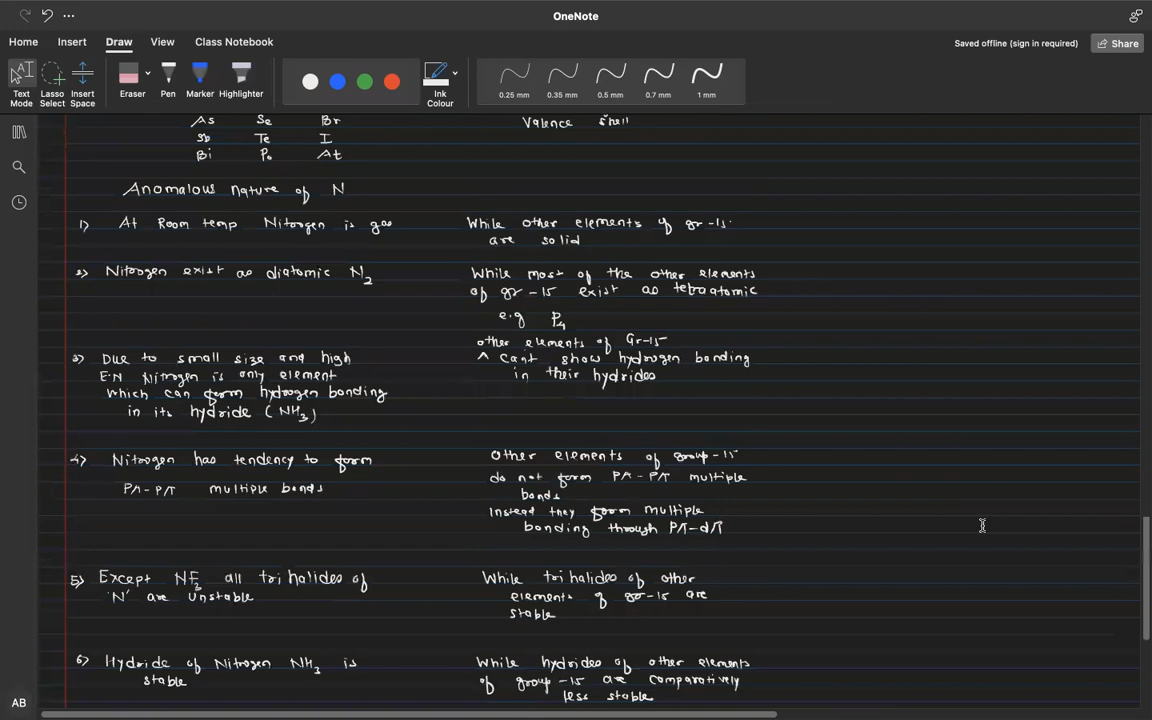 OneNote
Home Insert Draw View Class Notebook
Saved offline (sign in required) Share
Text Mode
Lasso Select
Insert Space
Eraser
Pen
Marker
Highlighter
Ink Colour
0.25 mm 0.35 mm 0.5 mm 0.7 mm 1 mm
As Se Br
Sb Te I
Bi Po At
Valence shell
Anomalous nature of N
1) At Room temp Nitrogen is gas
While other elements of gr-15
are solid
2) Nitrogen exist as diatomic N2
While most of the other elements
of gr-15 exist as tetraatomic
e.g P4
3) Due to small size and high
E.N Nitrogen is only element
which can form hydrogen bonding
in its hydride (NH3)
other elements of Gr-15
^ can't show hydrogen bonding
in their hydrides
4) Nitrogen has tendency to form
Pπ-Pπ multiple bonds
Other elements of group-15
do not form Pπ-Pπ multiple
bonds
Instead they form multiple
bonding through Pπ-dπ
5) Except NF3 all tri halides of
'N' are unstable
While tri halides of other
elements of gr-15 are
stable
6) Hydride of Nitrogen NH3 is
stable
While hydrides of other elements
of group-15 are comparatively
less stable
AB